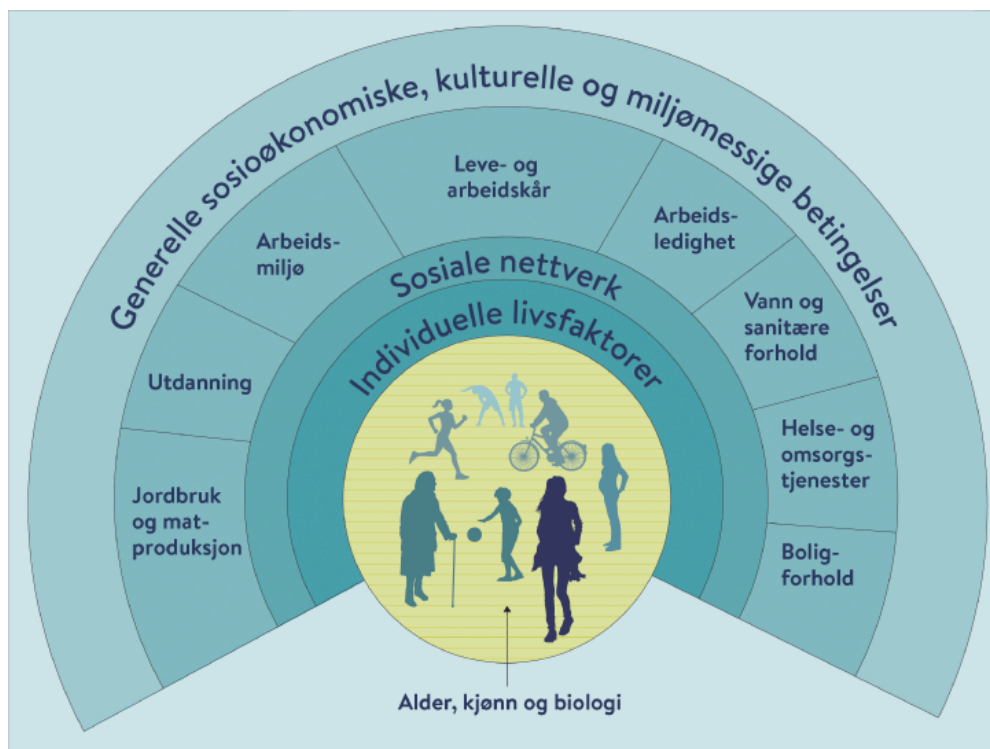 Generelle sosioøkonomiske, kulturelle og miljømessige betingelser
Leve- og
arbeidskår
Arbeids-
miljø
Arbeids-
ledighet
Utdanning
Vann og
sanitære
forhold
Jordbruk
og mat-
produksjon
Helse- og
omsorgs-
tjenester
Bolig-
forhold
Sosiale nettverk
Individuelle livsfaktorer
Alder, kjønn og biologi